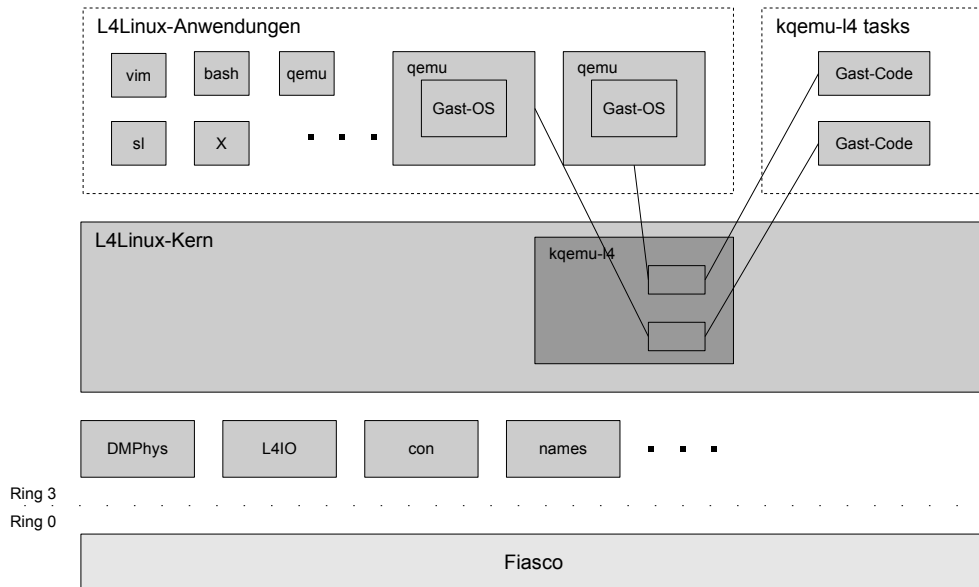 L4Linux-Anwendungen
kqemu-l4 tasks
vim
bash
qemu
qemu
qemu
Gast-OS
Gast-OS
Gast-Code
sl
X
Gast-Code
L4Linux-Kern
kqemu-l4
DMPhys
L4IO
con
names
Ring 3
Ring 0
Fiasco